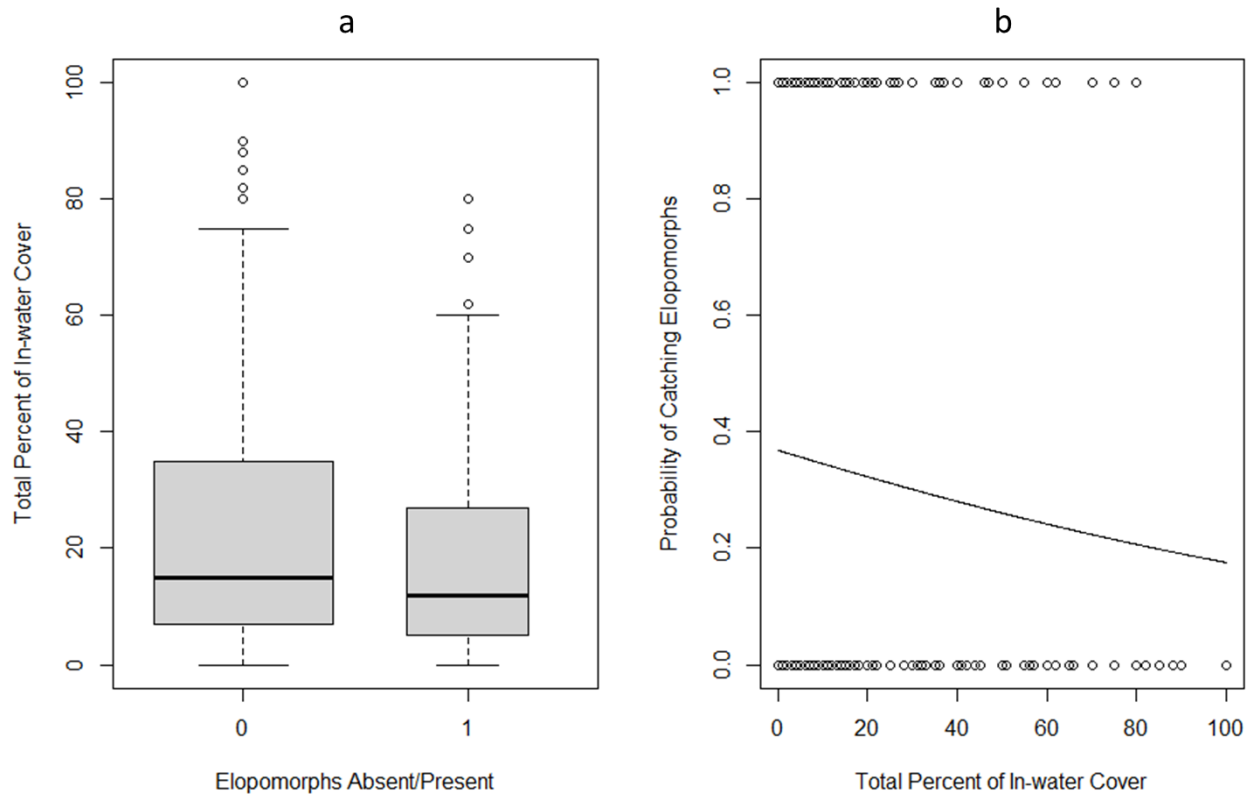 a
Total Percent of In-water Cover
100
80
60
40
20
0
0 1
Elopomorphs Absent/Present
b
Probability of Catching Elopomorphs
1.0
0.8
0.6
0.4
0.2
0.0
0 20 40 60 80 100
Total Percent of In-water Cover